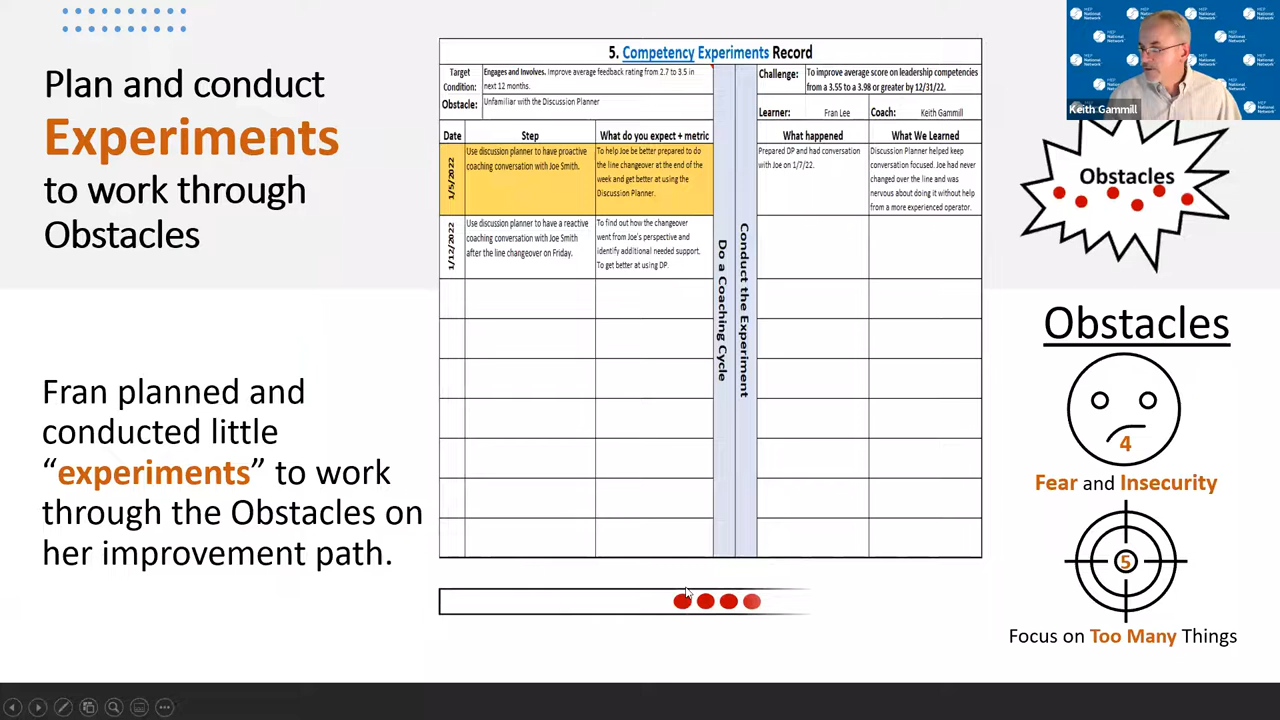 Plan and conduct
Experiments
to work through
Obstacles
Fran planned and
conducted little
“experiments” to work
through the Obstacles on
her improvement path.
5. Competency Experiments Record
Target
Condition:
Engages and Involves. Improve average feedback rating from 2.7 to 3.5 in
next 12 months.
Obstacle:
Unfamiliar with the Discussion Planner
Challenge:
To improve average score on leadership competencies
from a 3.55 to a 3.98 or greater by 12/31/22.
Learner: Fran Lee Coach: Keith Gammill
Date Step What do you expect + metric What happened What We Learned
1/5/2022
Use discussion planner to have proactive
coaching conversation with Joe Smith.
To help Joe be better prepared to do
the line changeover at the end of the
week and get better at using the
Discussion Planner.
Prepared DP and had conversation
with Joe on 1/7/22.
Discussion Planner helped keep
conversation focused. Joe had never
changed over the line and was
nervous about doing it without help
from a more experienced operator.
1/12/2022
Use discussion planner to have a reactive
coaching conversation with Joe Smith
after the line changeover on Friday.
To find out how the changeover
went from Joe's perspective and
identify additional needed support.
To get better at using DP.
Do a Coaching Cycle
Conduct the Experiment
MEP
National
Network
Keith Gammill
Obstacles
Obstacles
4
Fear and Insecurity
5
Focus on Too Many Things